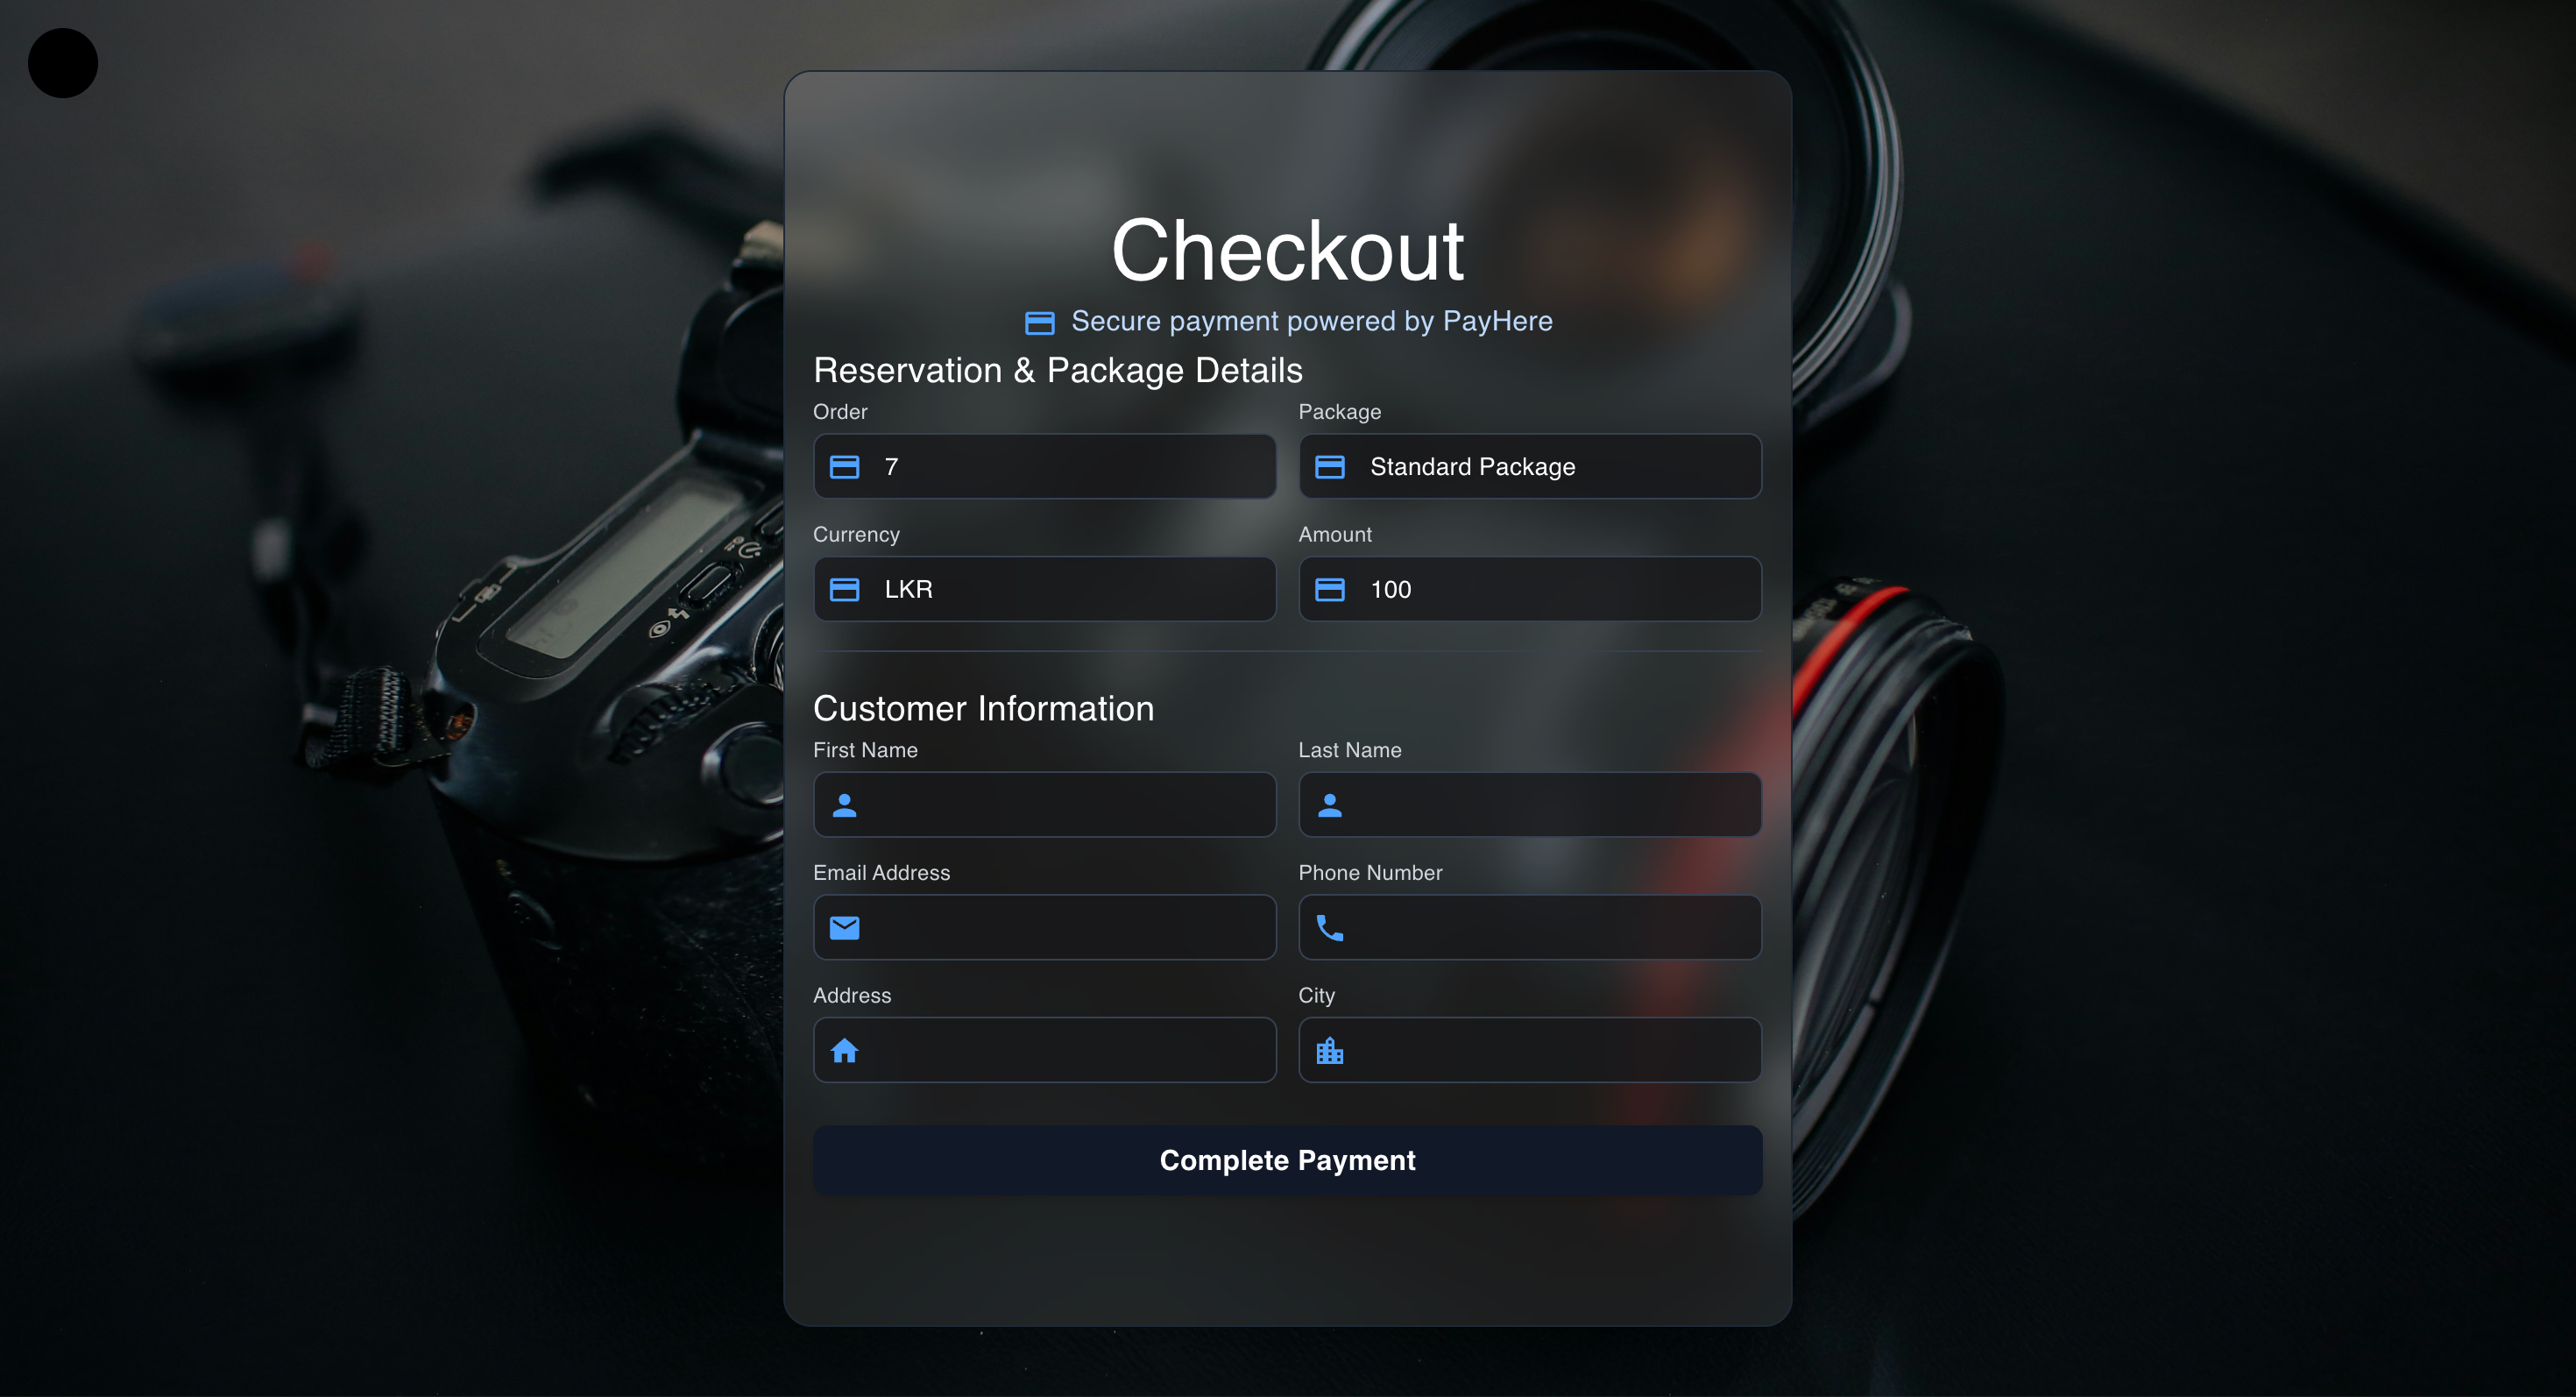 Checkout
Secure payment powered by PayHere
Reservation & Package Details
Order
Package
7
Standard Package
Currency
Amount
LKR
100
Customer Information
First Name
Last Name
Email Address
Phone Number
Address
City
Complete Payment